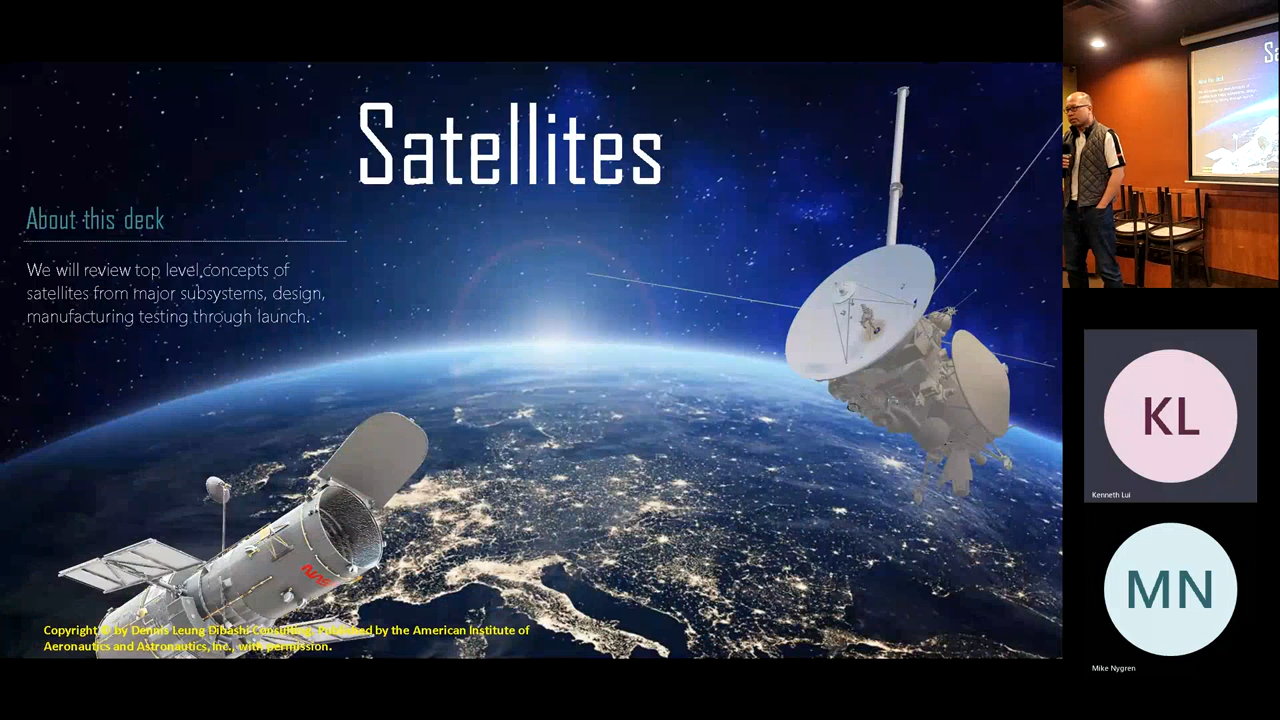 Satellites
About this deck
We will review top level concepts of
satellites from major subsystems, design,
manufacturing testing through launch.
Copyright © by Dennis Leung Dibashi Consulting. Published by the American Institute of
Aeronautics and Astronautics, Inc., with permission.
KL
Kenneth Lui
MN
Mike Nygren